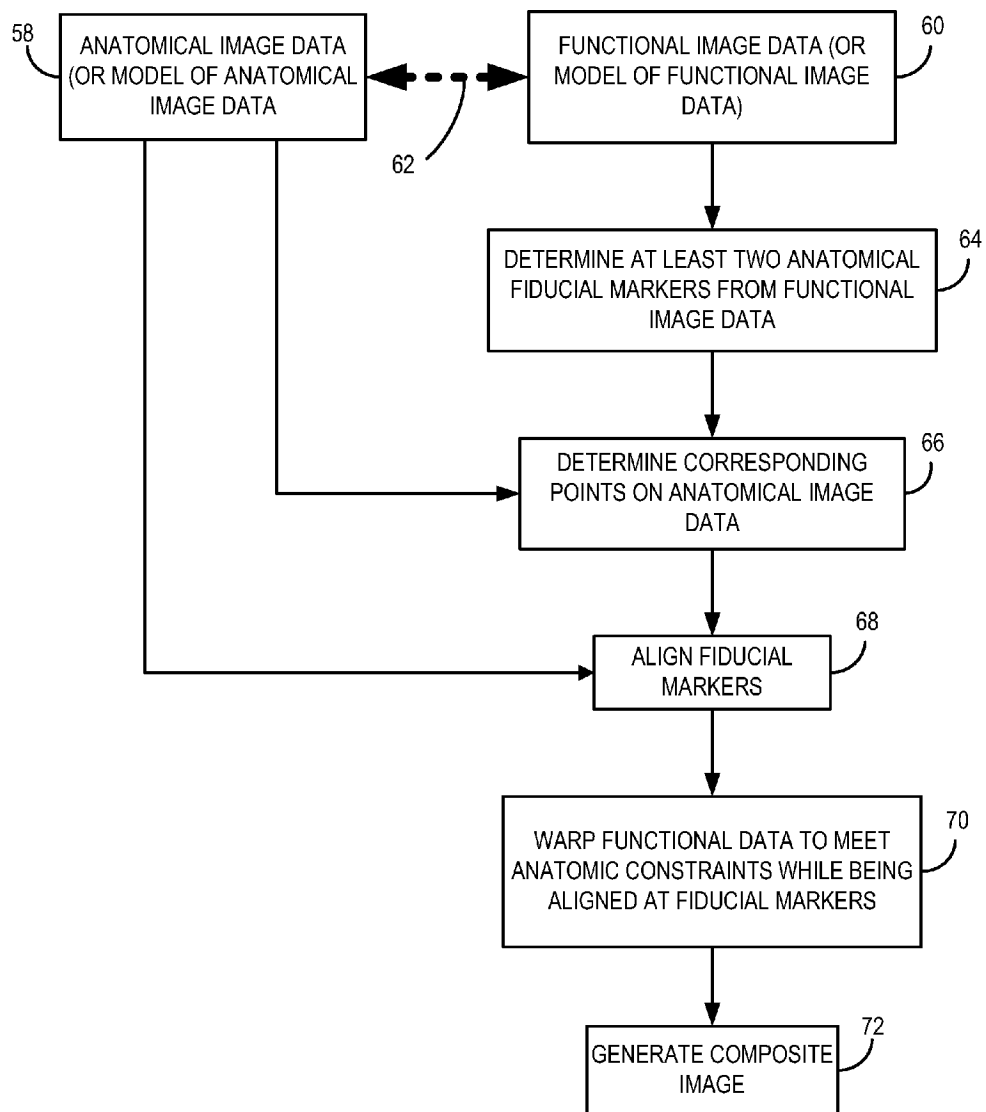 58
ANATOMICAL IMAGE DATA
(OR MODEL OF ANATOMICAL
IMAGE DATA
62
FUNCTIONAL IMAGE DATA (OR
MODEL OF FUNCTIONAL IMAGE
DATA)
60
DETERMINE AT LEAST TWO ANATOMICAL
FIDUCIAL MARKERS FROM FUNCTIONAL
IMAGE DATA
64
DETERMINE CORRESPONDING
POINTS ON ANATOMICAL IMAGE
DATA
66
ALIGN FIDUCIAL
MARKERS
68
WARP FUNCTIONAL DATA TO MEET
ANATOMIC CONSTRAINTS WHILE BEING
ALIGNED AT FIDUCIAL MARKERS
70
GENERATE COMPOSITE
IMAGE
72